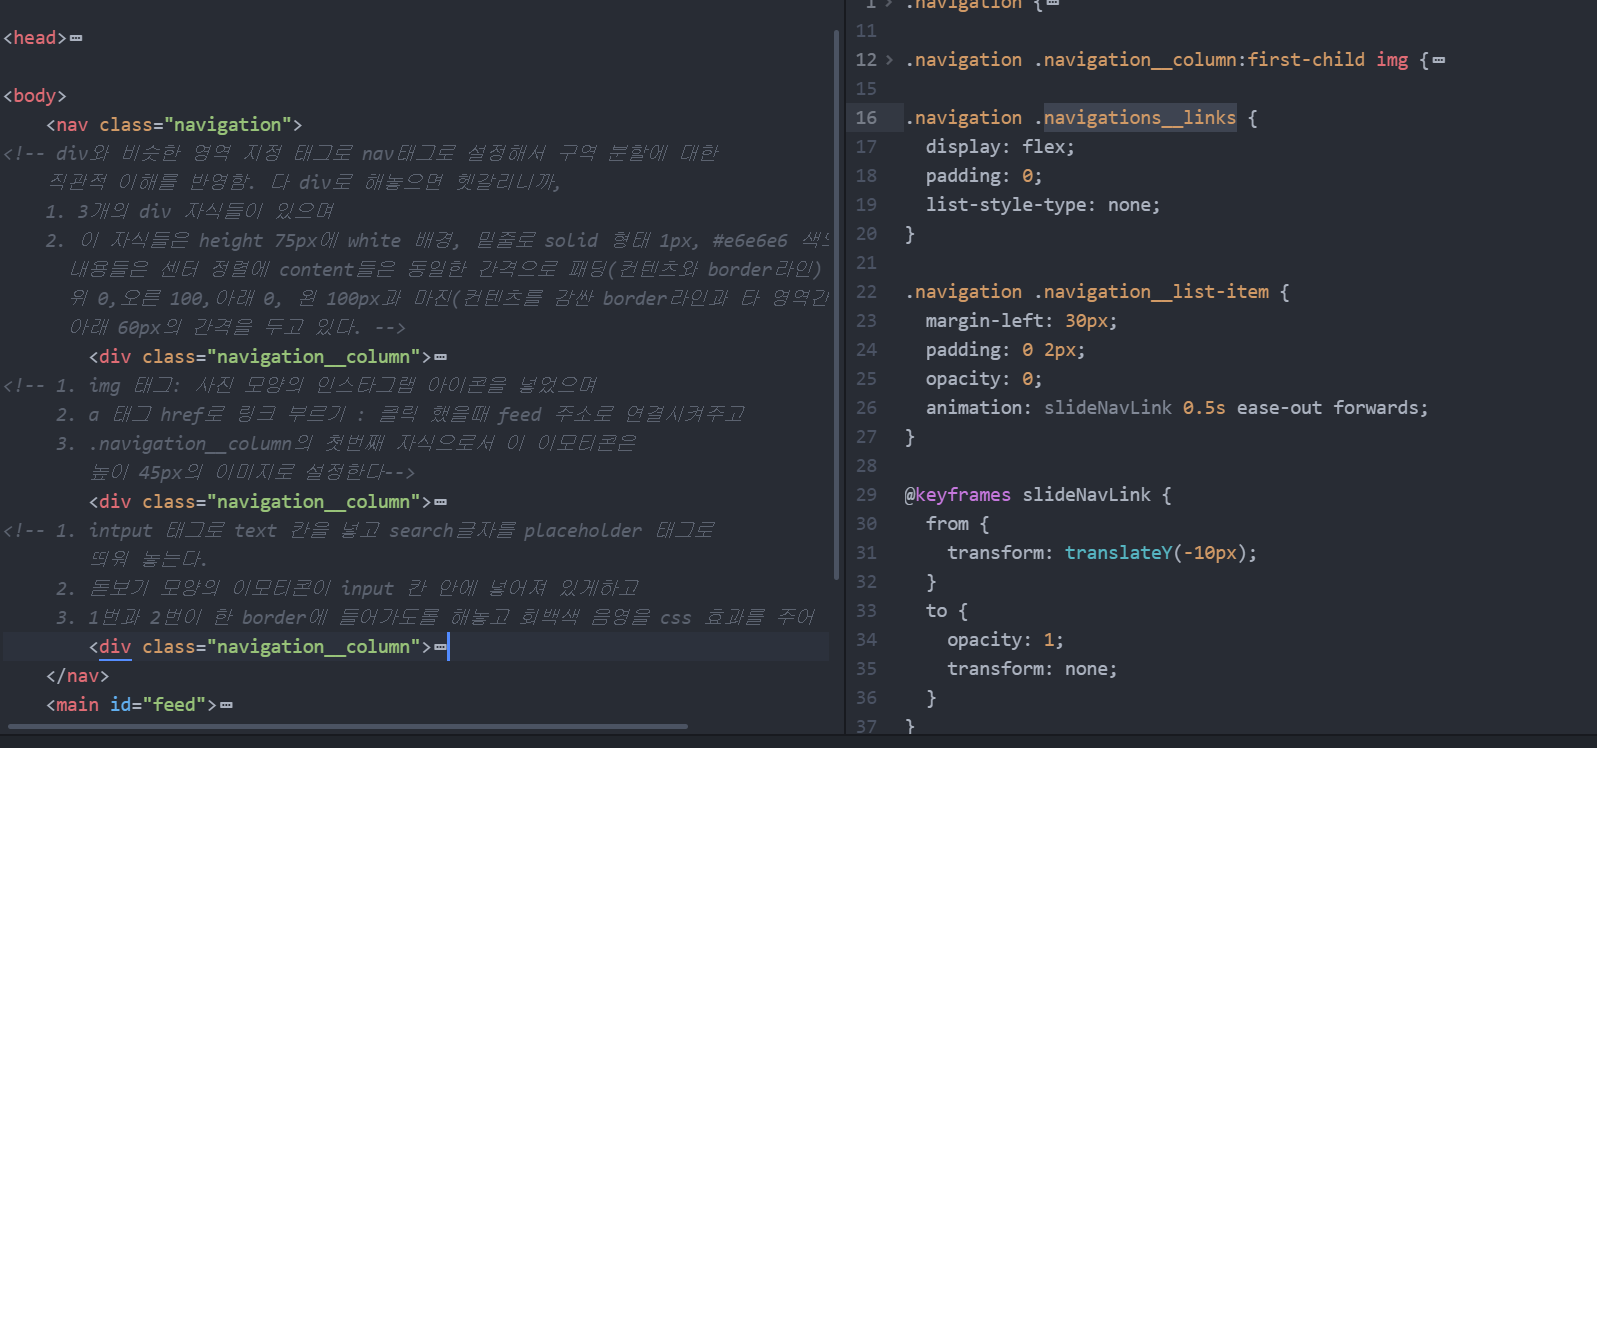 <head>
<body>
<nav class="navigation">
<!-- div와 비슷한 영역 지정 태그로 nav태그로 설정해서 구역 분할에 대한
직관적 이해를 반영함. 다 div로 해놓으면 헷갈리니까,
1. 3개의 div 자식들이 있으며
2. 이 자식들은 height 75px에 white 배경, 밑줄로 solid 형태 1px, #e6e6e6
내용들은 센터 정렬에 content들은 동일한 간격으로 패딩(컨텐츠와 border라인)
위 0,오른 100,아래 0, 왼 100px과 마진(컨텐츠를 감싼 border라인과 타 영역간
아래 60px의 간격을 두고 있다. -->
<div class="navigation__column">
<!-- 1. img 태그: 사진 모양의 인스타그램 아이콘을 넣었으며
2. a 태그 href로 링크 부르기 : 클릭 했을때 feed 주소로 연결시켜주고
3. .navigation__column의 첫번째 자식으로서 이 이모티콘은
높이 45px의 이미지로 설정한다-->
<div class="navigation__column">
<!-- 1. intput 태그로 text 칸을 넣고 search글자를 placeholder 태그로
띄워 놓는다.
2. 돋보기 모양의 이모티콘이 input 칸 안에 넣어져 있게하고
3. 1번과 2번이 한 border에 들어가도를 해놓고 회백색 음영을 css 효과를 주어
<div class="navigation__column">
</nav>
<main id="feed">
1 .navigation {
11
12 .navigation .navigation__column:first-child img {
15
16 .navigation .navigations__links {
17 display: flex;
18 padding: 0;
19 list-style-type: none;
20 }
21
22 .navigation .navigation__list-item {
23 margin-left: 30px;
24 padding: 0 2px;
25 opacity: 0;
26 animation: slideNavLink 0.5s ease-out forwards;
27 }
28
29 @keyframes slideNavLink {
30 from {
31 transform: translateY(-10px);
32 }
33 to {
34 opacity: 1;
35 transform: none;
36 }
37 }